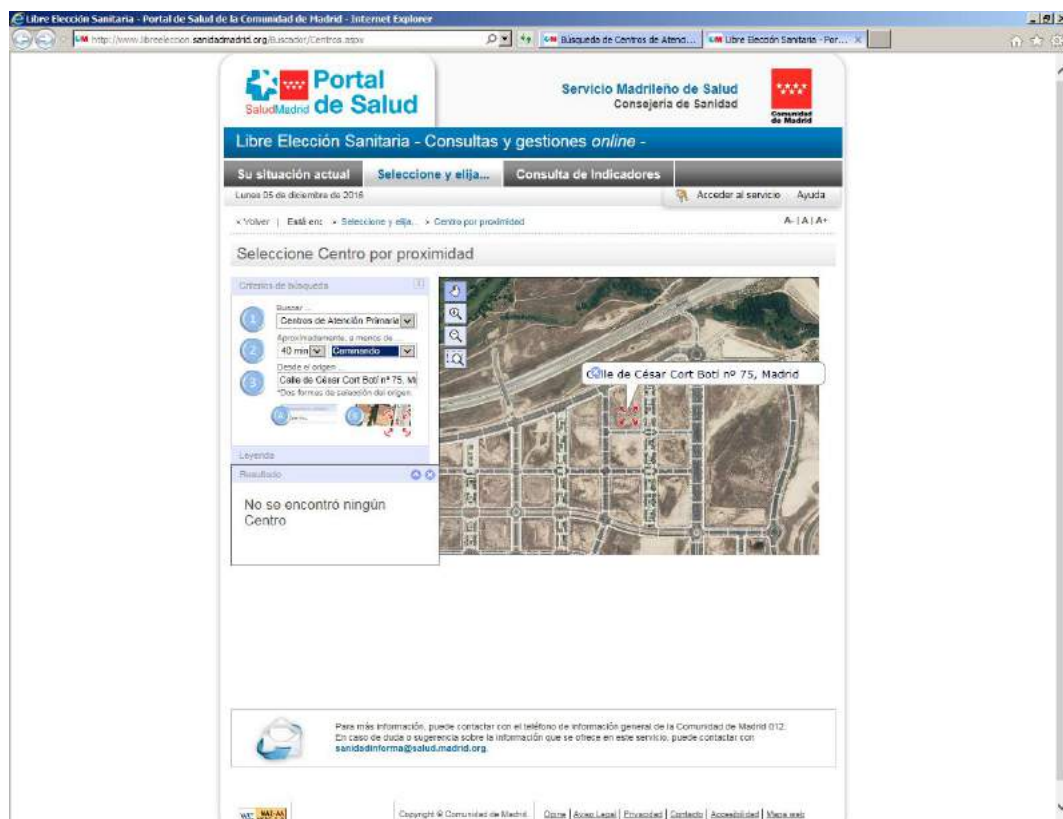 Libre Elección Sanitaria - Portal de Salud de la Comunidad de Madrid - Internet Explorer
http://www.libreeleccion.sanidadmadrid.org/Buscador/Centros.aspx
Búsqueda de Centros de Atenci...
Libre Elección Sanitaria - Por...
SaludMadrid
Portal
de Salud
Servicio Madrileño de Salud
Consejería de Sanidad
Comunidad
de Madrid
Libre Elección Sanitaria - Consultas y gestiones online -
Su situación actual
Seleccione y elija...
Consulta de Indicadores
Lunes 05 de diciembre de 2016
Acceder al servicio
Ayuda
« Volver | Está en: » Seleccione y elija... » Centro por proximidad
A- | A | A+
Seleccione Centro por proximidad
Criterios de búsqueda
1
Buscar ...
Centros de Atención Primaria
2
Aproximadamente, a menos de ...
40 min
Caminando
3
Desde el origen ...
Calle de César Cort Botí nº 75, M
*Dos formas de selección del origen.
Leyenda
Resultado
No se encontró ningún
Centro
Calle de César Cort Botí nº 75, Madrid
Para más información, puede contactar con el teléfono de información general de la Comunidad de Madrid 012.
En caso de duda o sugerencia sobre la información que se ofrece en este servicio, puede contactar con
sanidadinforma@salud.madrid.org.
Copyright © Comunidad de Madrid.
Opine | Aviso Legal | Privacidad | Contacto | Accesibilidad | Mapa web